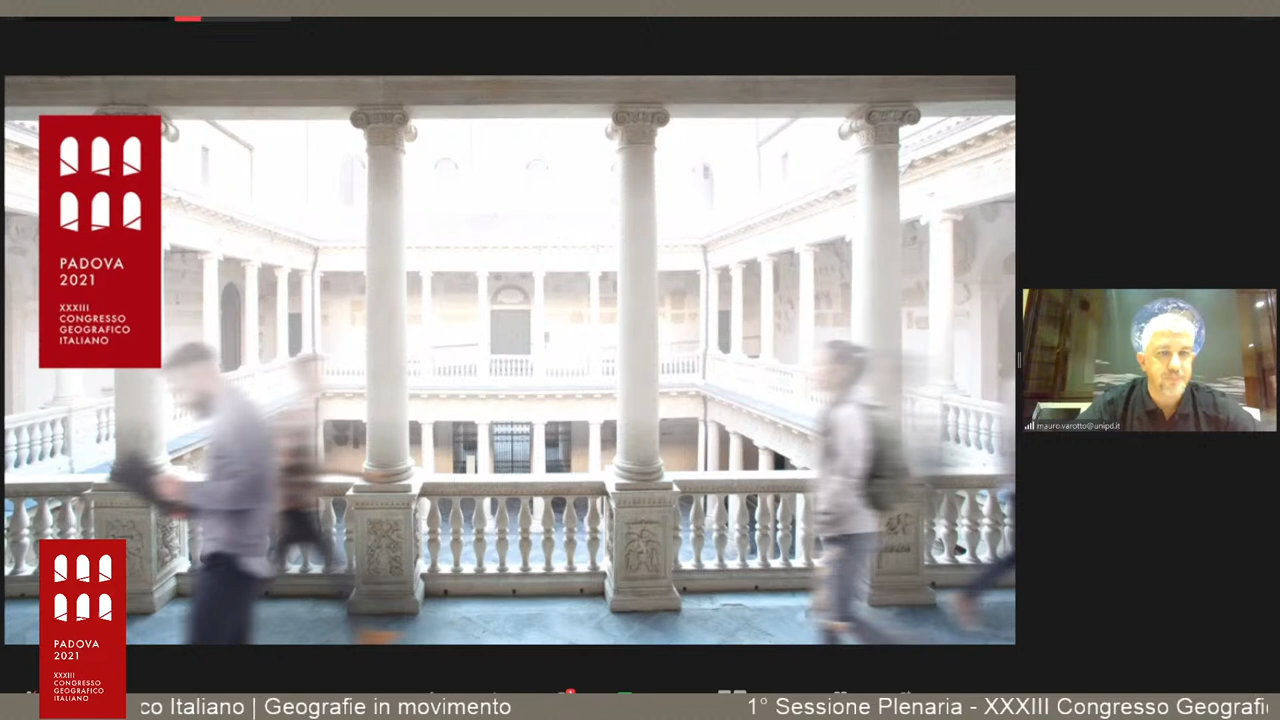 PADOVA
2021
XXXIII
CONGRESSO
GEOGRAFICO
ITALIANO
mauro.varotto@unipd.it
PADOVA
2021
XXXIII
CONGRESSO
GEOGRAFICO
ITALIANO
co Italiano | Geografie in movimento
1° Sessione Plenaria - XXXIII Congresso Geografi